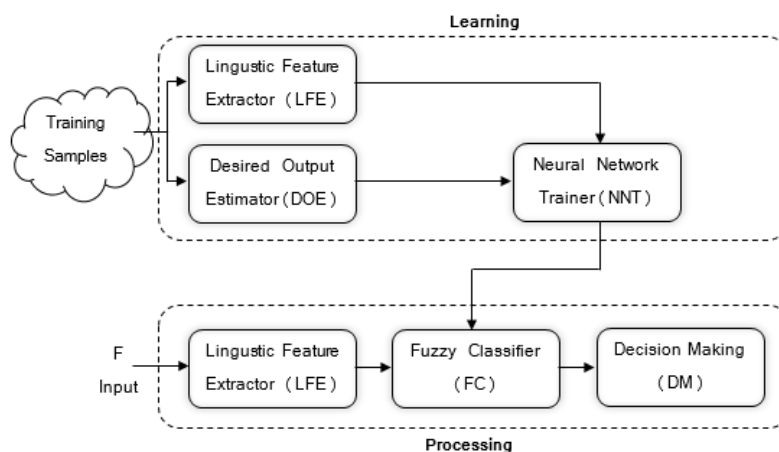 Learning
Lingustic Feature
Extractor (LFE)
Training
Samples
Desired Output
Estimator(DOE)
Neural Network
Trainer(NNT)
F
Input
Lingustic Feature
Extractor (LFE)
Fuzzy Classifier
(FC)
Decision Making
(DM)
Processing